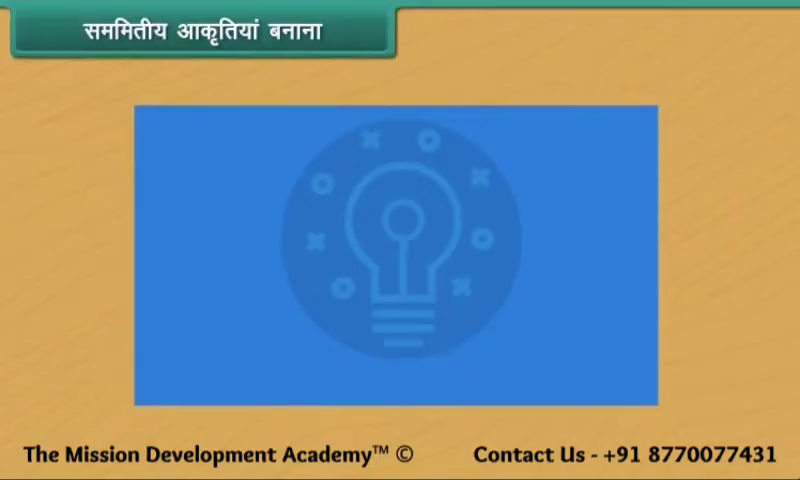 सममितीय आकृतियां बनाना
The Mission Development Academy™ ©
Contact Us - +91 8770077431